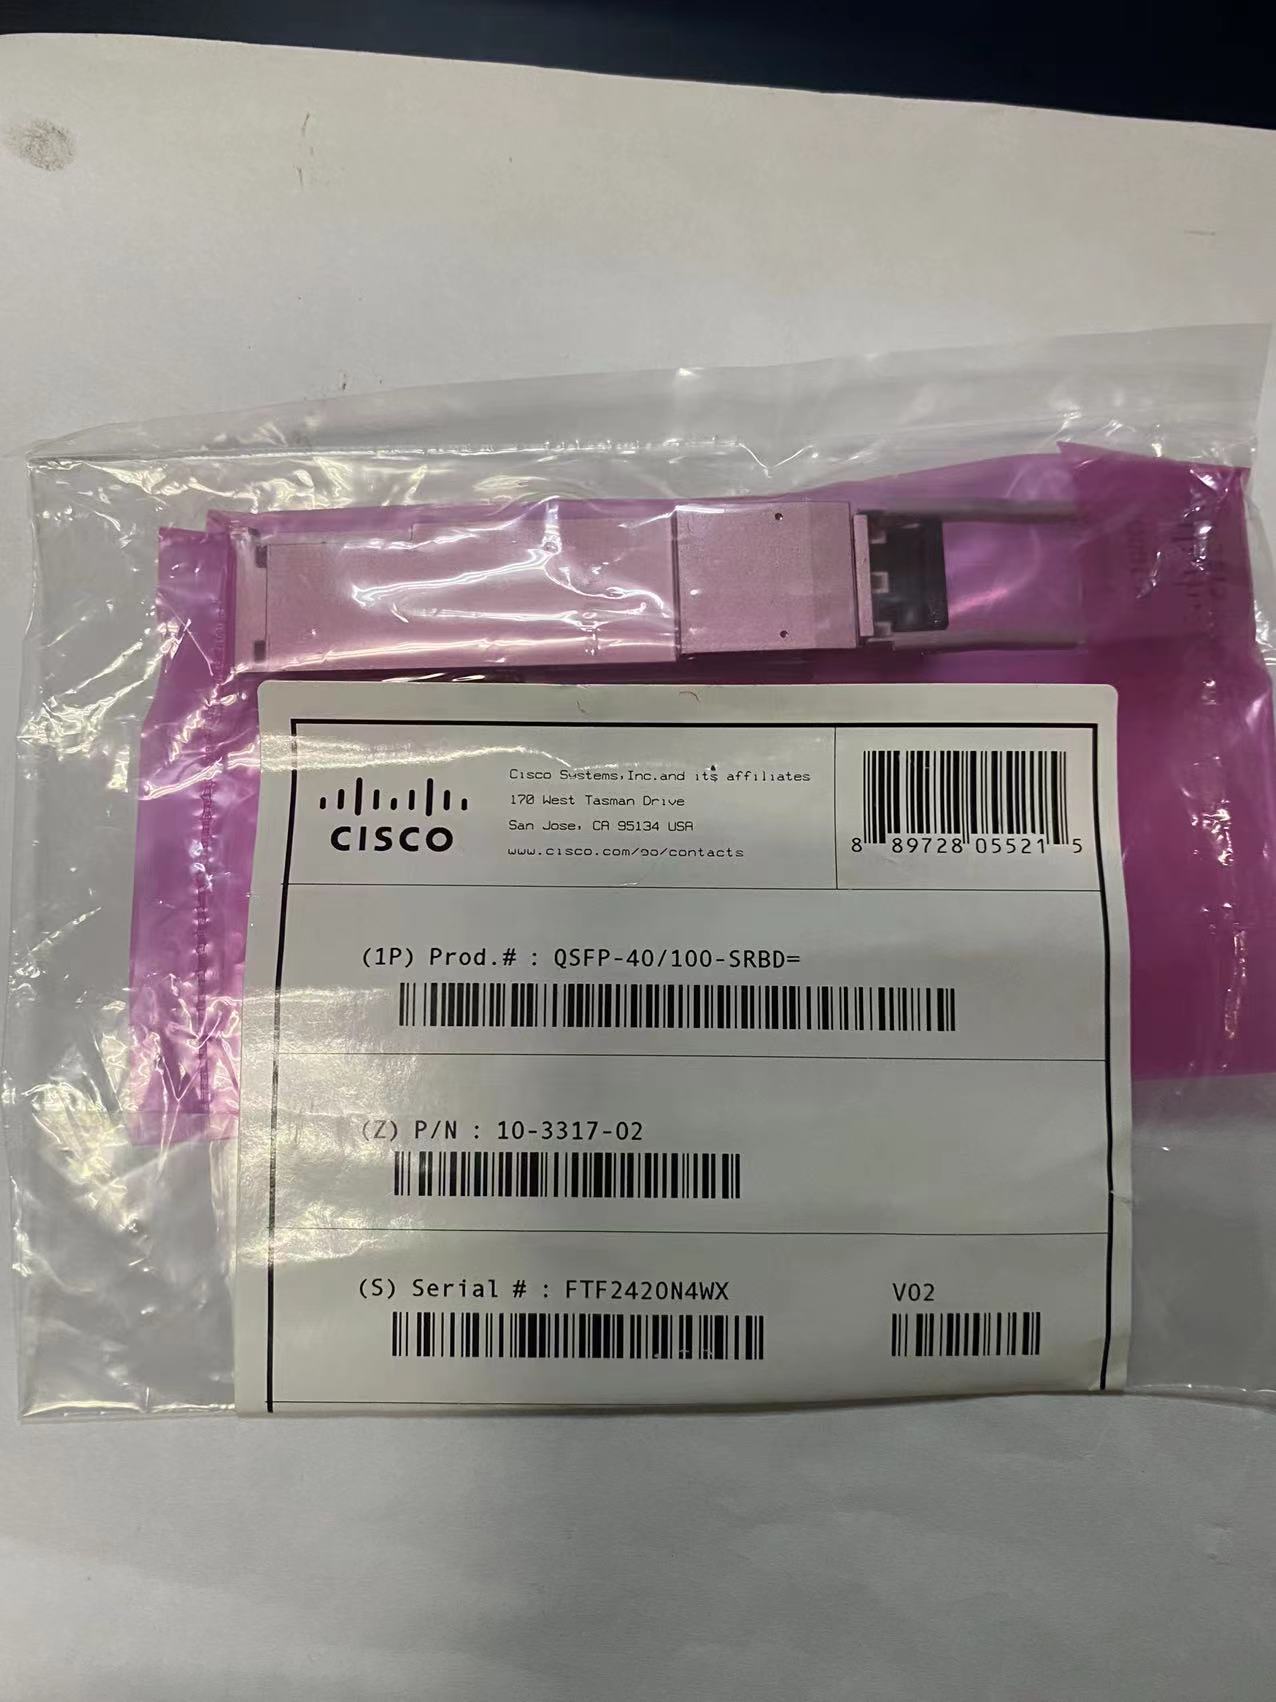 CISCO
Cisco Systems,Inc.and its affiliates
170 West Tasman Drive
San Jose, CA 95134 USA
www.cisco.com/go/contacts
8 89728 05521 5
(1P) Prod.# : QSFP-40/100-SRBD=
(Z) P/N : 10-3317-02
(S) Serial # : FTF2420N4WX
V02